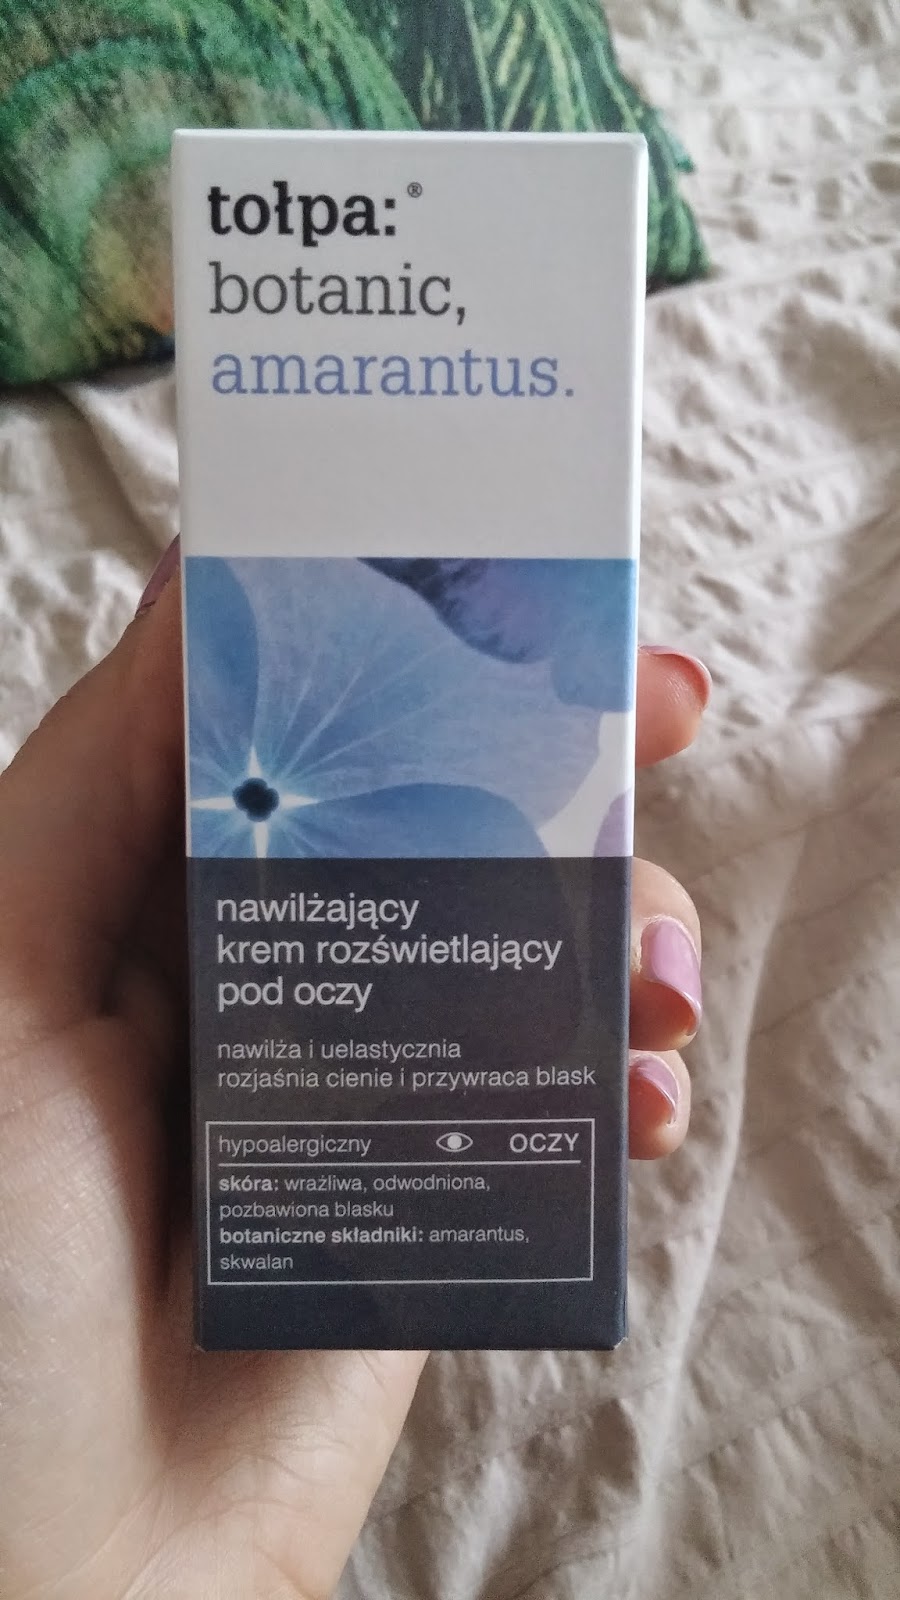 tołpa:®
botanic,
amarantus.
nawilżający
krem rozświetlający
pod oczy
nawilża i uelastycznia
rozjaśnia cienie i przywraca blask
hypoalergiczny OCZY
skóra: wrażliwa, odwodniona,
pozbawiona blasku
botaniczne składniki: amarantus,
skwalan